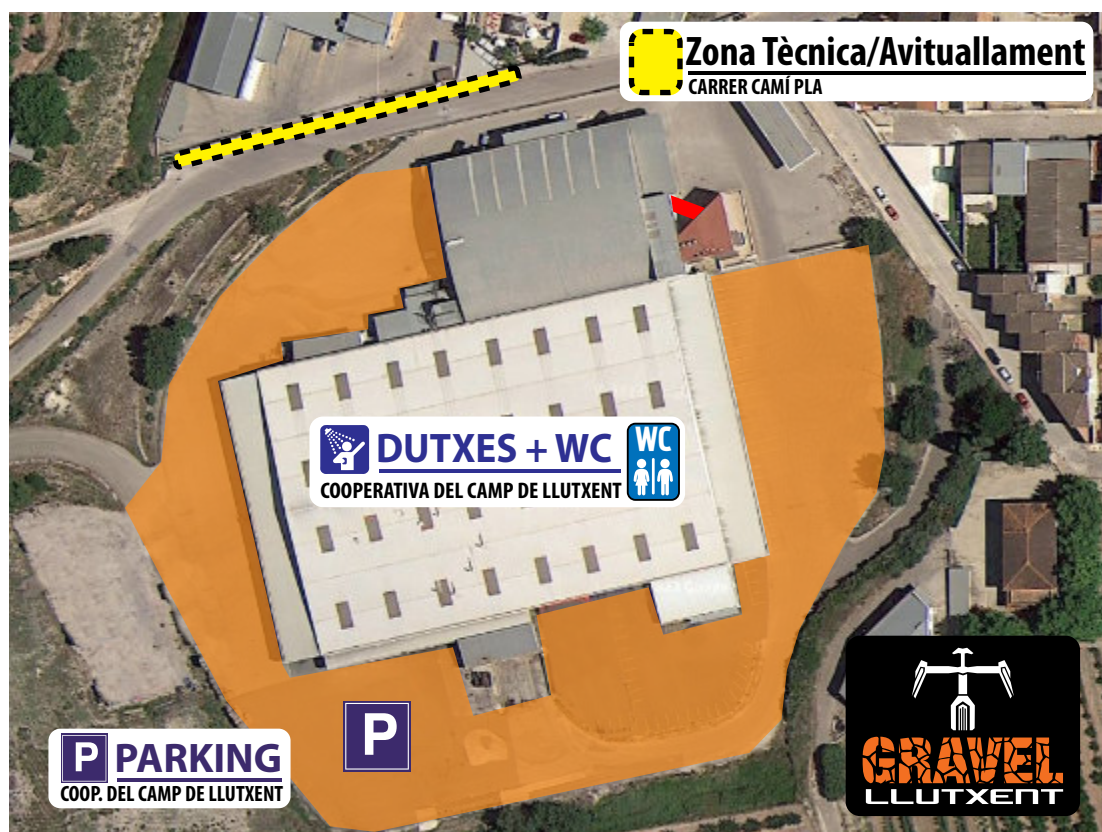 Zona Tècnica/Avituallament
CARRER CAMÍ PLA
DUTXES + WC
WC
COOPERATIVA DEL CAMP DE LLUTXENT
P
P PARKING
COOP. DEL CAMP DE LLUTXENT
GRAVEL
LLUTXENT